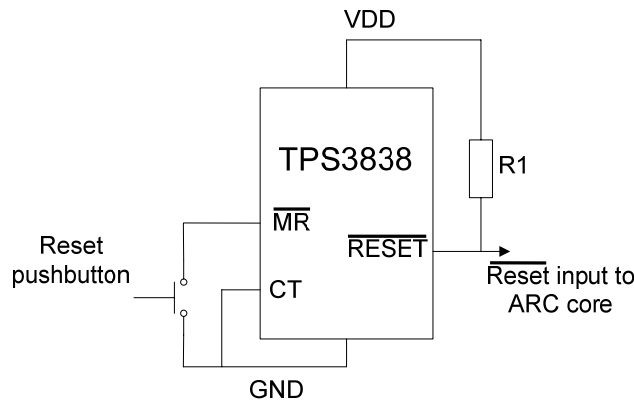 VDD
TPS3838
R1
MR
RESET
Reset
pushbutton
CT
Reset input to
ARC core
GND